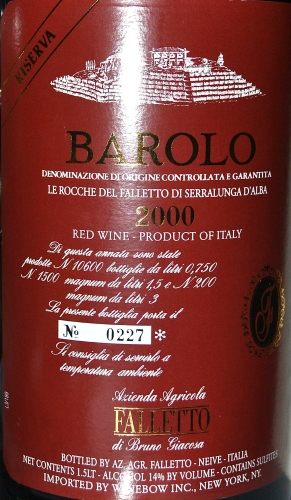 RISERVA
BAROLO
DENOMINAZIONE DI ORIGINE CONTROLLATA E GARANTITA
LE ROCCHE DEL FALLETTO DI SERRALUNGA D'ALBA
2000
RED WINE - PRODUCT OF ITALY
Di questa annata sono state
prodotte N 10600 bottiglie da litri 0,750
N 1500 magnum da litri 1,5 e N 200
magnum da litri 3
La presente bottiglia porta il
No 0227 *
Si consiglia di servirlo a
temperatura ambiente
Azienda Agricola
FALLETTO
di Bruno Giacosa
BOTTLED BY AZ. AGR. FALLETTO - NEIVE - ITALIA
NET CONTENTS 1.5LT - ALCOHOL 14% BY VOLUME - CONTAINS SULFITES
IMPORTED BY WINEBOW INC., NEW YORK, NY.